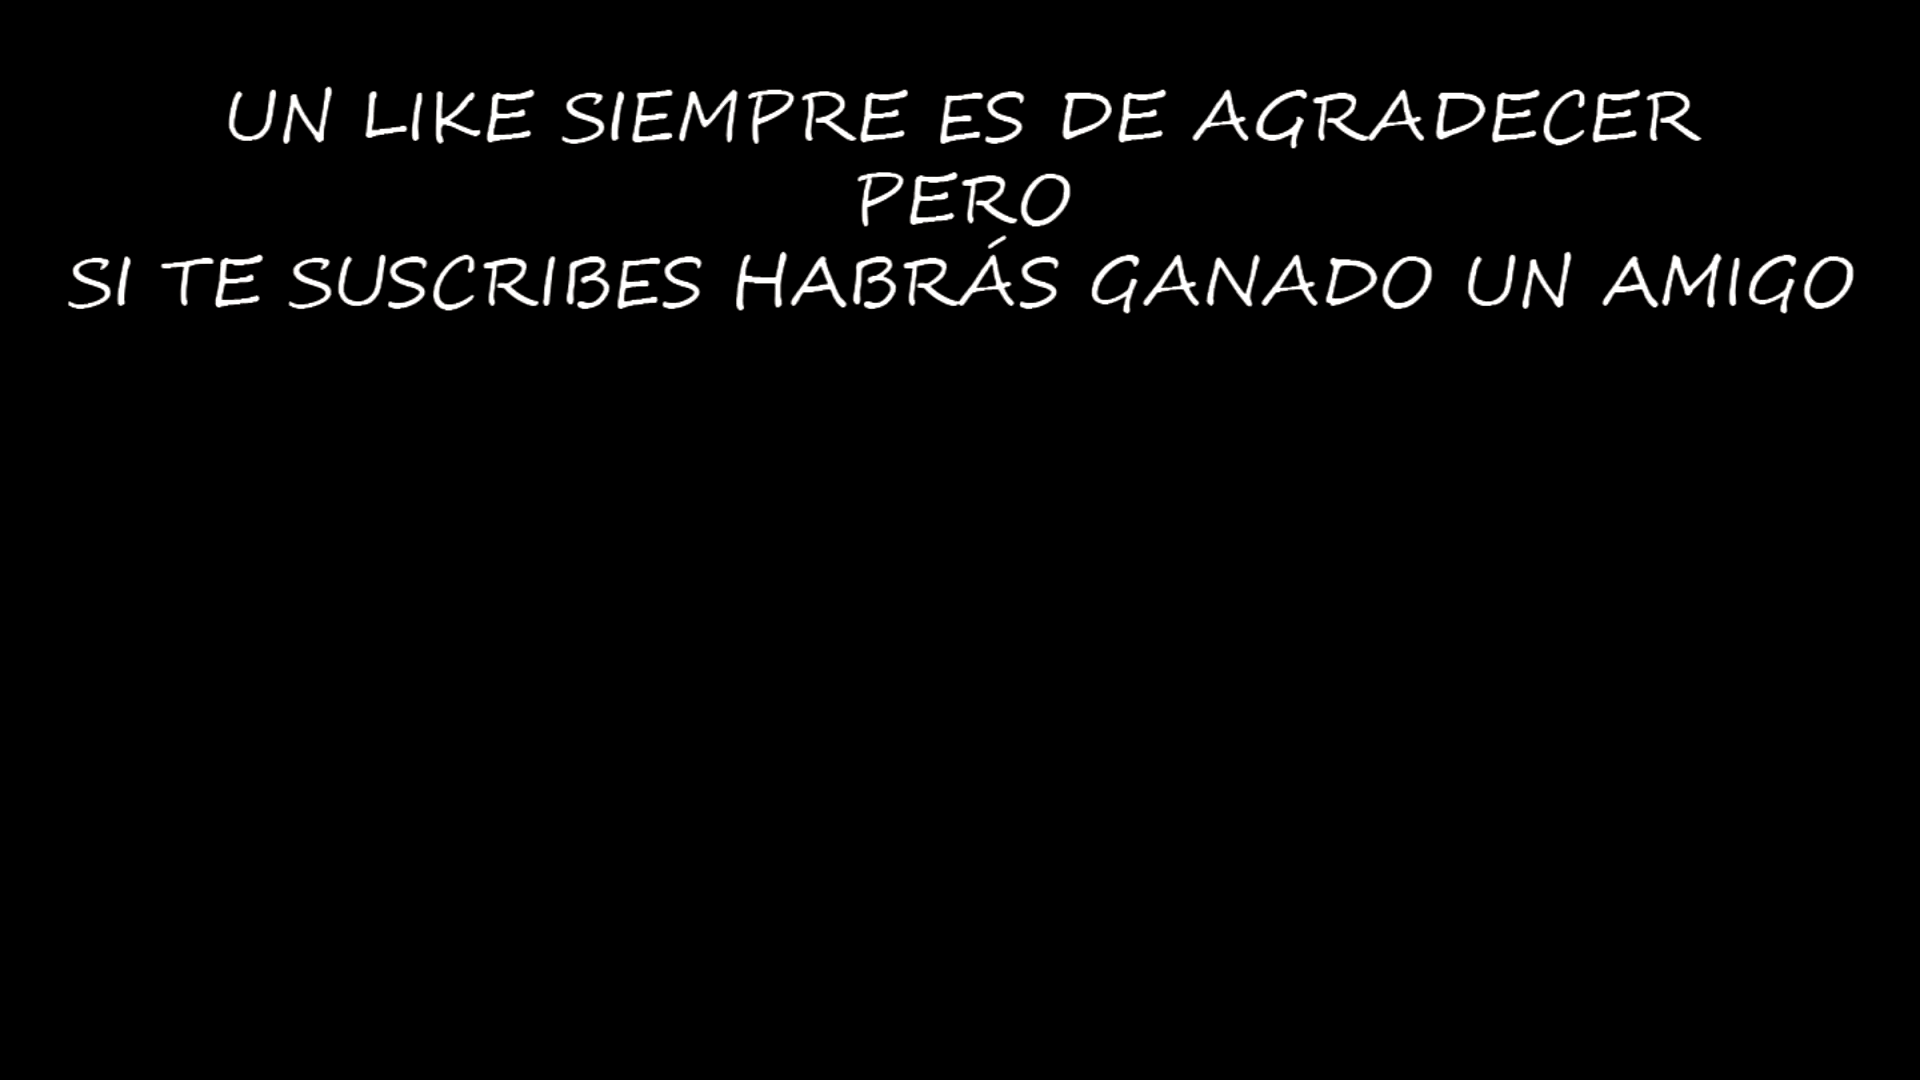 UN LIKE SIEMPRE ES DE AGRADECER
PERO
SI TE SUSCRIBES HABRÁS GANADO UN AMIGO